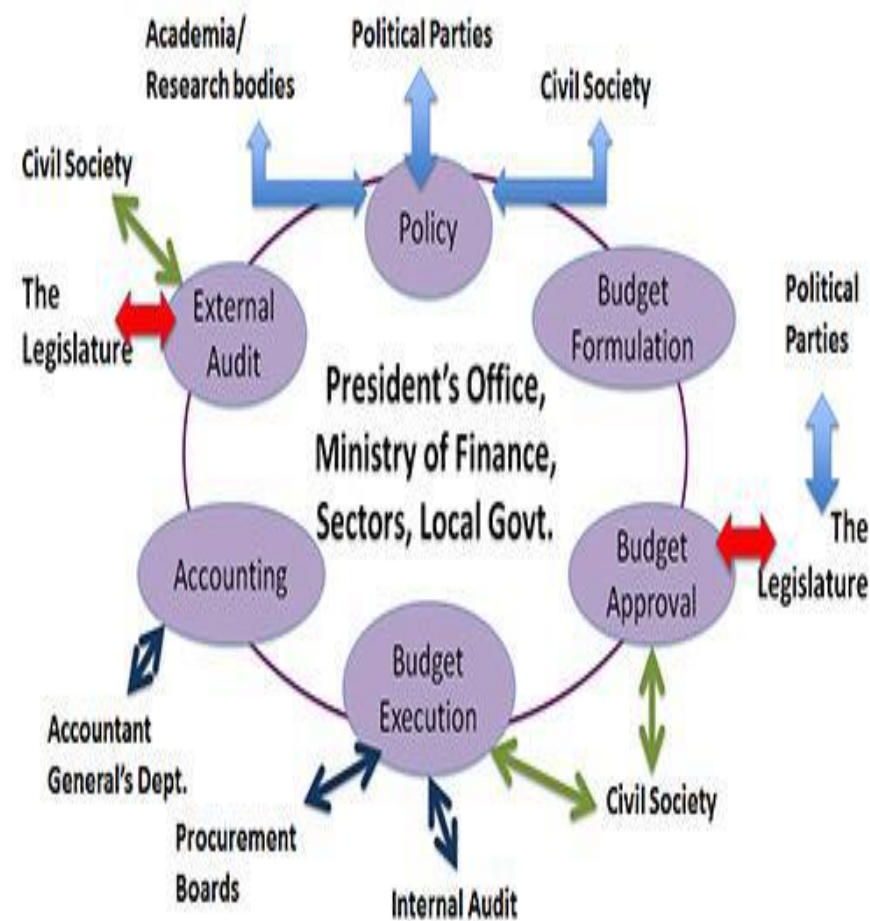 Academia/
Research bodies
Political Parties
Civil Society
Civil Society
Policy
The
Legislature
External
Audit
Budget
Formulation
Political
Parties
President's Office,
Ministry of Finance,
Sectors, Local Govt.
Accounting
Budget
Approval
The
Legislature
Budget
Execution
Accountant
General's Dept.
Civil Society
Procurement
Boards
Internal Audit